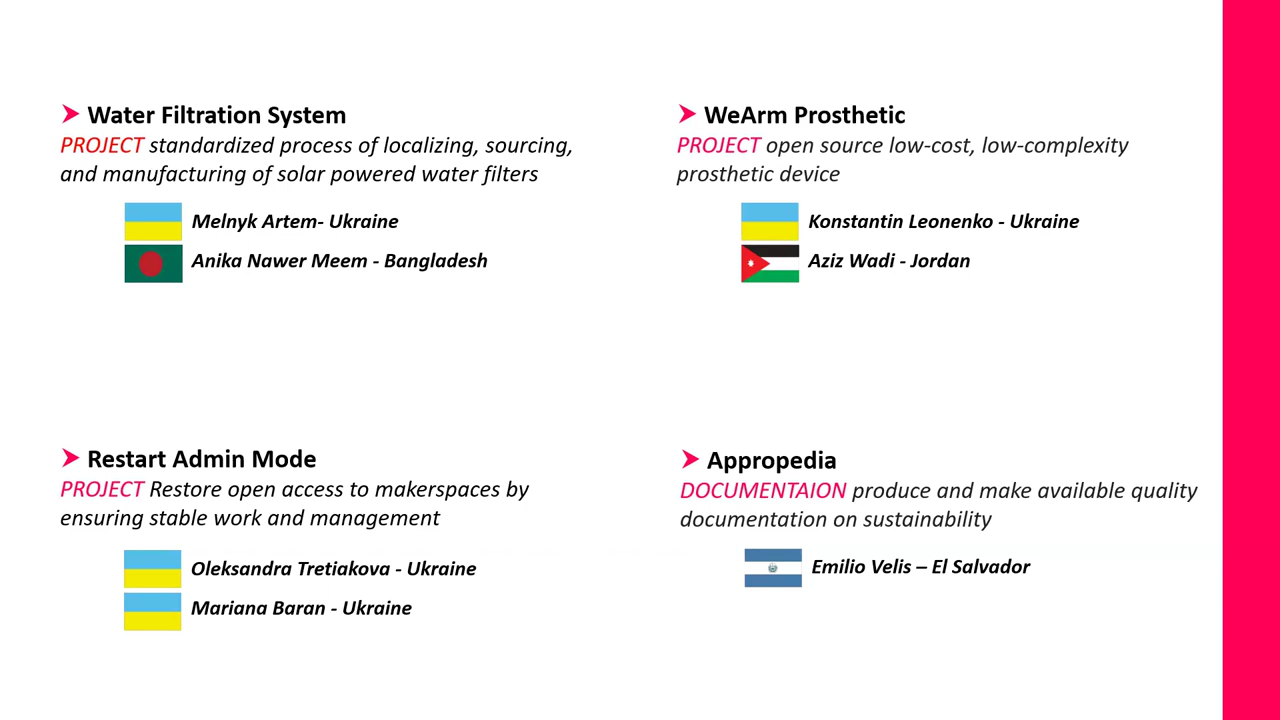 Water Filtration System
PROJECT standardized process of localizing, sourcing,
and manufacturing of solar powered water filters
Melnyk Artem- Ukraine
Anika Nawer Meem - Bangladesh
WeArm Prosthetic
PROJECT open source low-cost, low-complexity
prosthetic device
Konstantin Leonenko - Ukraine
Aziz Wadi - Jordan
Restart Admin Mode
PROJECT Restore open access to makerspaces by
ensuring stable work and management
Oleksandra Tretiakova - Ukraine
Mariana Baran - Ukraine
Appropedia
DOCUMENTAION produce and make available quality
documentation on sustainability
Emilio Velis – El Salvador